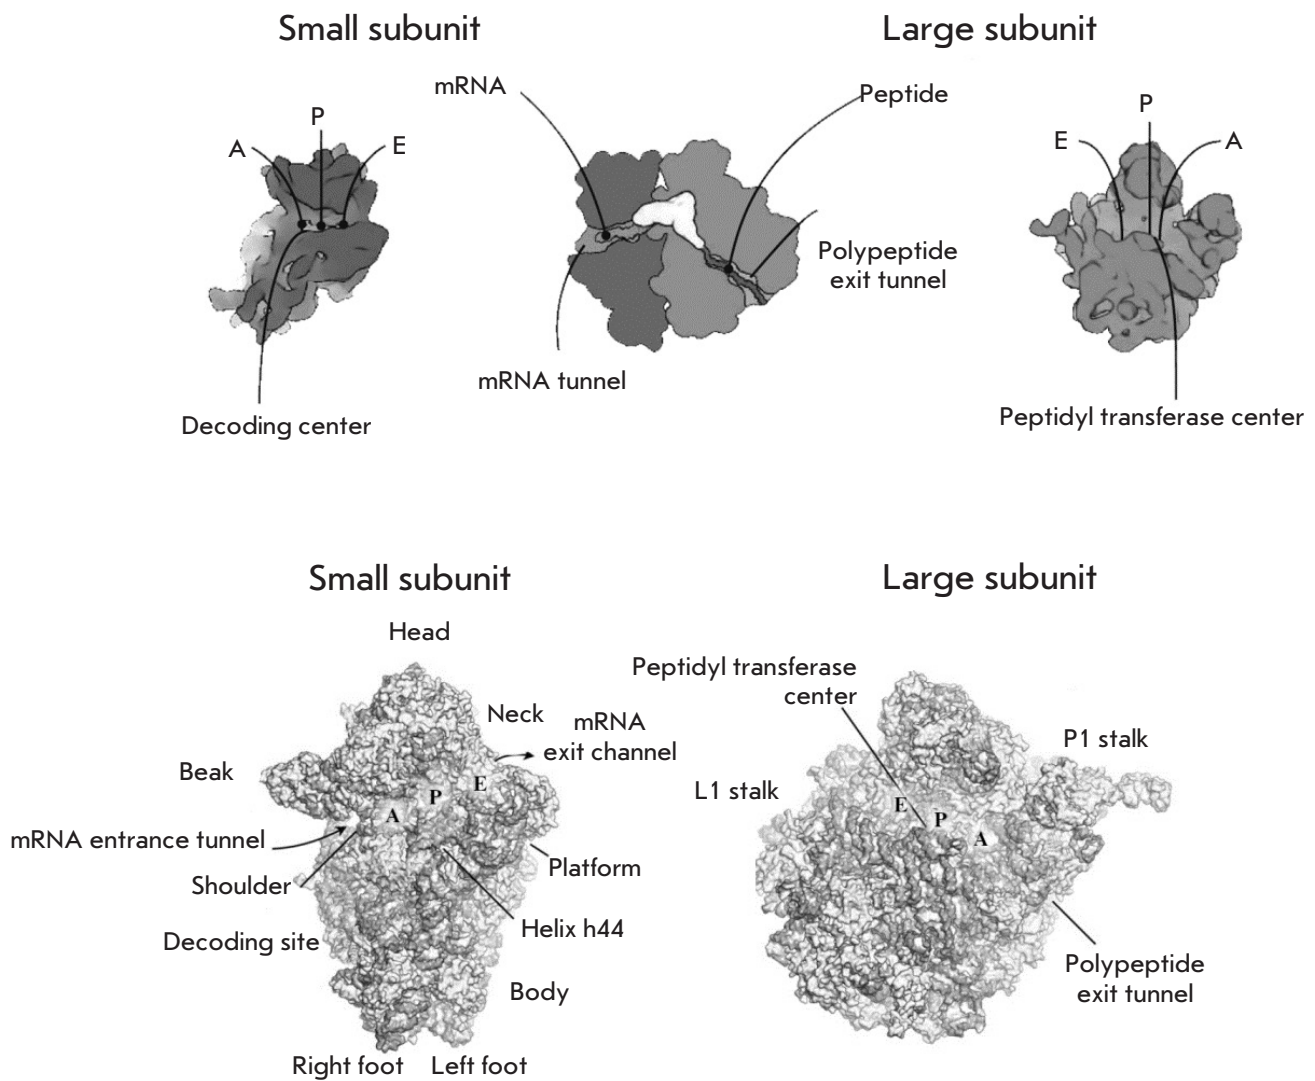 Small subunit
Large subunit
mRNA
Peptide
P
A
E
P
E
A
Polypeptide
exit tunnel
mRNA tunnel
Decoding center
Peptidyl transferase center
Small subunit
Large subunit
Head
Peptidyl transferase
center
Neck
mRNA
exit channel
P1 stalk
Beak
L1 stalk
E
P
A
E
P
A
mRNA entrance tunnel
Shoulder
Platform
Helix h44
Decoding site
Body
Polypeptide
exit tunnel
Right foot
Left foot